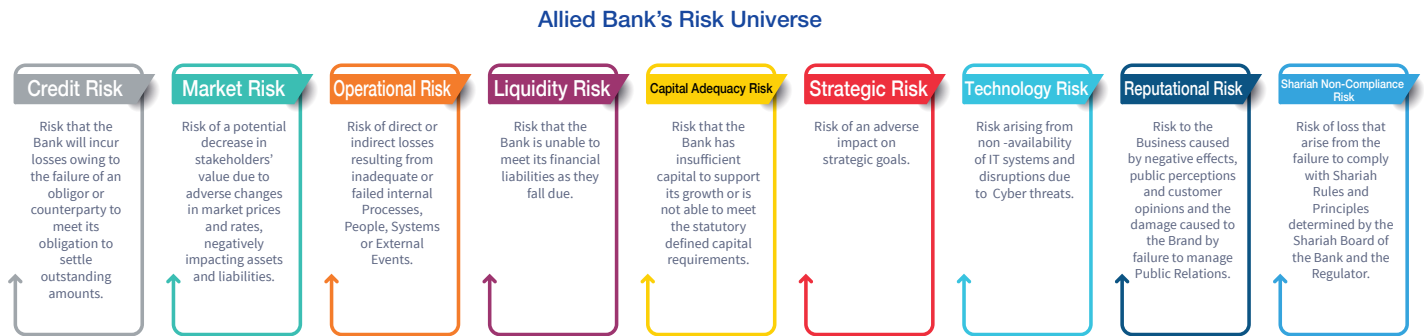 Allied Bank’s Risk Universe
Credit Risk
Risk that the
Bank will incur
losses owing to
the failure of an
obligor or
counterparty to
meet its
obligation to
settle
outstanding
amounts.
Market Risk
Risk of a potential
decrease in
stakeholders’
value due to
adverse changes
in market prices
and rates,
negatively
impacting assets
and liabilities.
Operational Risk
Risk of direct or
indirect losses
resulting from
inadequate or
failed internal
Processes,
People, Systems
or External
Events.
Liquidity Risk
Risk that the
Bank is unable to
meet its financial
liabilities as they
fall due.
Capital Adequacy Risk
Risk that the
Bank has
insufficient
capital to support
its growth or is
not able to meet
the statutory
defined capital
requirements.
Strategic Risk
Risk of an adverse
impact on
strategic goals.
Technology Risk
Risk arising from
non -availability
of IT systems and
disruptions due
to Cyber threats.
Reputational Risk
Risk to the
Business caused
by negative effects,
public perceptions
and customer
opinions and the
damage caused to
the Brand by
failure to manage
Public Relations.
Shariah Non-Compliance
Risk
Risk of loss that
arise from the
failure to comply
with Shariah
Rules and
Principles
determined by the
Shariah Board of
the Bank and the
Regulator.